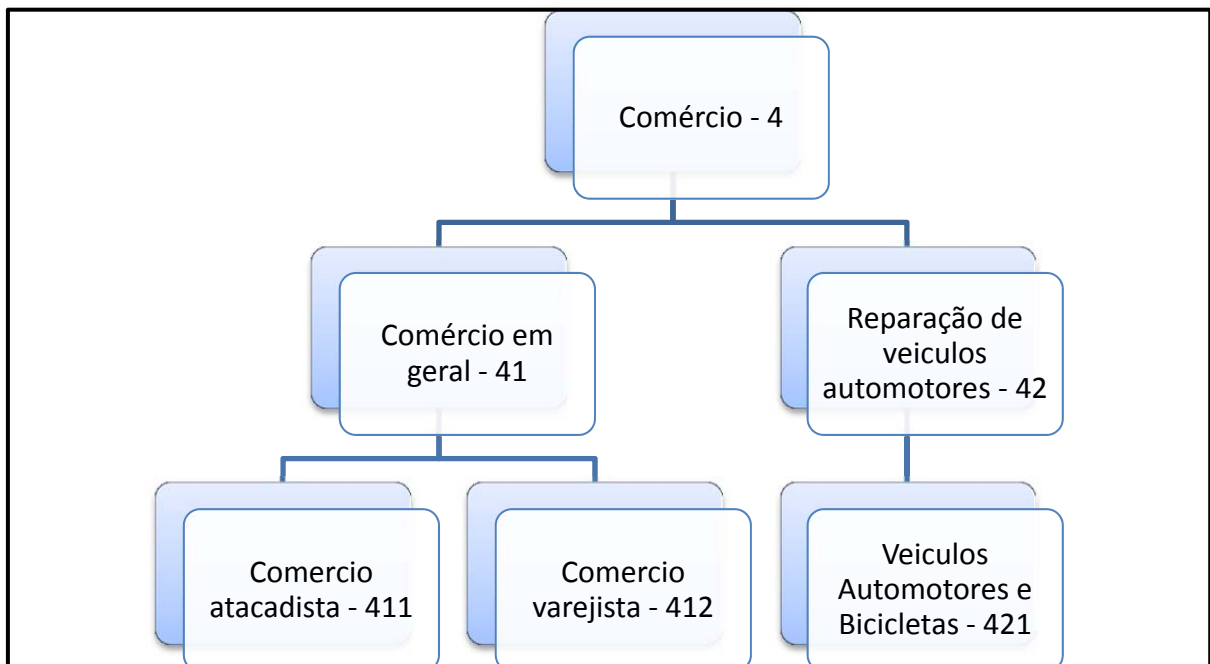 Comércio - 4
Comércio em
geral - 41
Reparação de
veiculos
automotores - 42
Comercio
atacadista - 411
Comercio
varejista - 412
Veiculos
Automotores e
Bicicletas - 421